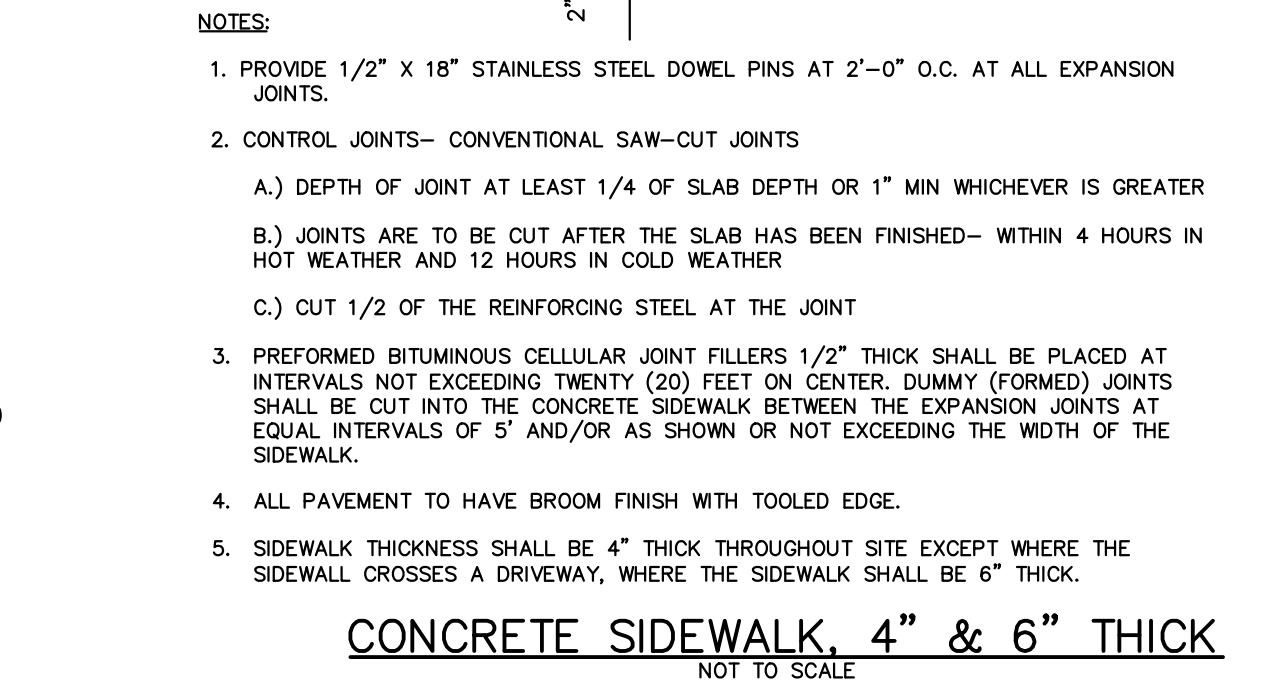 2"
NOTES:
1. PROVIDE 1/2" X 18" STAINLESS STEEL DOWEL PINS AT 2'-0" O.C. AT ALL EXPANSION
JOINTS.
2. CONTROL JOINTS- CONVENTIONAL SAW-CUT JOINTS
A.) DEPTH OF JOINT AT LEAST 1/4 OF SLAB DEPTH OR 1" MIN WHICHEVER IS GREATER
B.) JOINTS ARE TO BE CUT AFTER THE SLAB HAS BEEN FINISHED- WITHIN 4 HOURS IN
HOT WEATHER AND 12 HOURS IN COLD WEATHER
C.) CUT 1/2 OF THE REINFORCING STEEL AT THE JOINT
3. PREFORMED BITUMINOUS CELLULAR JOINT FILLERS 1/2" THICK SHALL BE PLACED AT
INTERVALS NOT EXCEEDING TWENTY (20) FEET ON CENTER. DUMMY (FORMED) JOINTS
SHALL BE CUT INTO THE CONCRETE SIDEWALK BETWEEN THE EXPANSION JOINTS AT
EQUAL INTERVALS OF 5' AND/OR AS SHOWN OR NOT EXCEEDING THE WIDTH OF THE
SIDEWALK.
4. ALL PAVEMENT TO HAVE BROOM FINISH WITH TOOLED EDGE.
5. SIDEWALK THICKNESS SHALL BE 4" THICK THROUGHOUT SITE EXCEPT WHERE THE
SIDEWALL CROSSES A DRIVEWAY, WHERE THE SIDEWALK SHALL BE 6" THICK.
CONCRETE SIDEWALK, 4" & 6" THICK
NOT TO SCALE